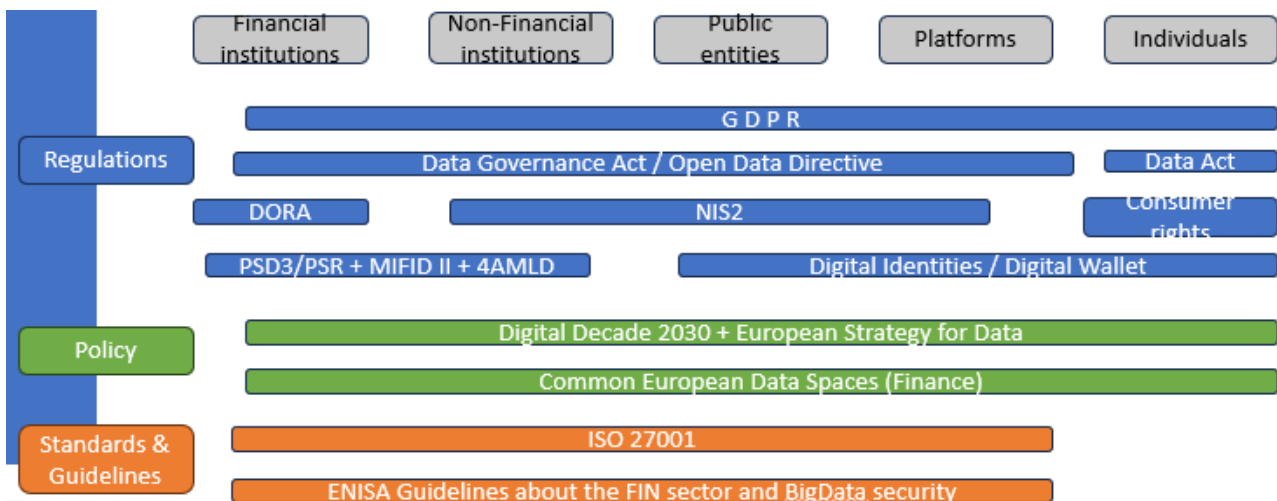 Financial
institutions
Non-Financial
institutions
Public
entities
Platforms
Individuals
G D P R
Regulations
Data Governance Act / Open Data Directive
Data Act
DORA
NIS2
Consumer
rights
PSD3/PSR + MIFID II + 4AMLD
Digital Identities / Digital Wallet
Digital Decade 2030 + European Strategy for Data
Policy
Common European Data Spaces (Finance)
Standards &
Guidelines
ISO 27001
ENISA Guidelines about the FIN sector and BigData security